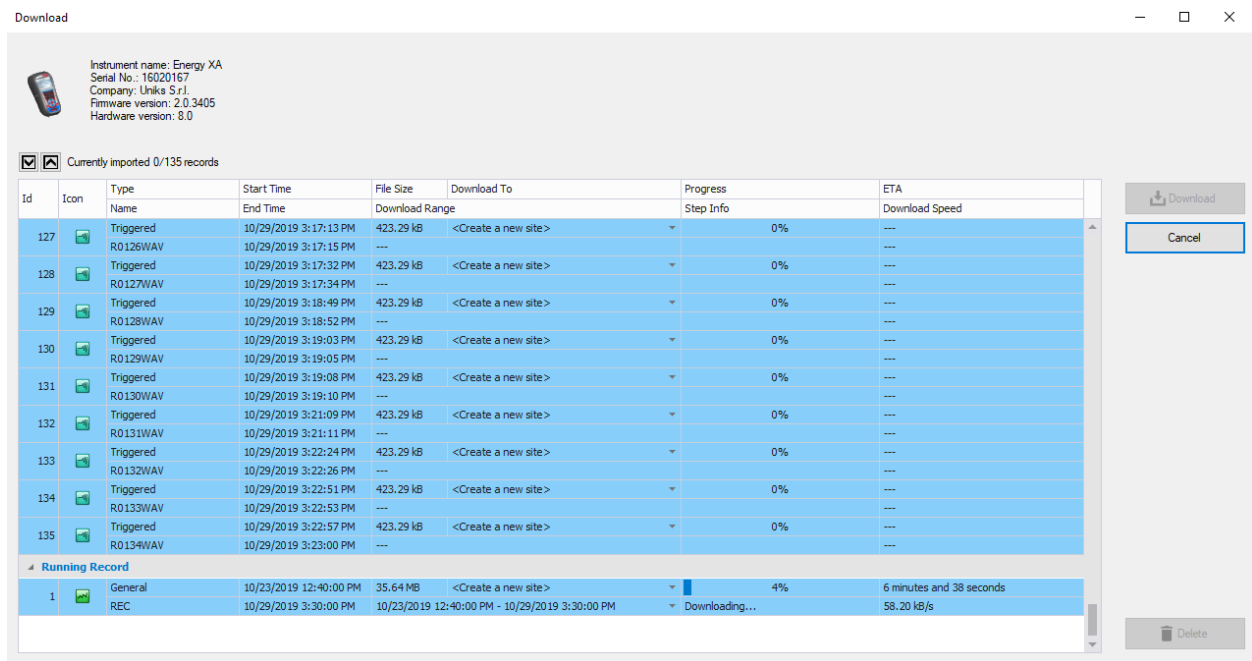 Download
Instrument name: Energy XA
Serial No.: 16020167
Company: Uniks S.r.l.
Firmware version: 2.0.3405
Hardware version: 8.0
Currently imported 0/135 records
Id Icon Type Start Time File Size Download To Progress ETA
Name End Time Download Range Step Info Download Speed
Download
Cancel
127 Triggered 10/29/2019 3:17:13 PM 423.29 kB <Create a new site> 0% ---
R0126WAV 10/29/2019 3:17:15 PM --- ---
128 Triggered 10/29/2019 3:17:32 PM 423.29 kB <Create a new site> 0% ---
R0127WAV 10/29/2019 3:17:34 PM --- ---
129 Triggered 10/29/2019 3:18:49 PM 423.29 kB <Create a new site> 0% ---
R0128WAV 10/29/2019 3:18:52 PM --- ---
130 Triggered 10/29/2019 3:19:03 PM 423.29 kB <Create a new site> 0% ---
R0129WAV 10/29/2019 3:19:05 PM --- ---
131 Triggered 10/29/2019 3:19:08 PM 423.29 kB <Create a new site> 0% ---
R0130WAV 10/29/2019 3:19:10 PM --- ---
132 Triggered 10/29/2019 3:21:09 PM 423.29 kB <Create a new site> 0% ---
R0131WAV 10/29/2019 3:21:11 PM --- ---
133 Triggered 10/29/2019 3:22:24 PM 423.29 kB <Create a new site> 0% ---
R0132WAV 10/29/2019 3:22:26 PM --- ---
134 Triggered 10/29/2019 3:22:51 PM 423.29 kB <Create a new site> 0% ---
R0133WAV 10/29/2019 3:22:53 PM --- ---
135 Triggered 10/29/2019 3:22:57 PM 423.29 kB <Create a new site> 0% ---
R0134WAV 10/29/2019 3:23:00 PM --- ---
Running Record
1 General 10/23/2019 12:40:00 PM 35.64 MB <Create a new site> 4% 6 minutes and 38 seconds
REC 10/29/2019 3:30:00 PM 10/23/2019 12:40:00 PM - 10/29/2019 3:30:00 PM Downloading... 58.20 kB/s
Delete